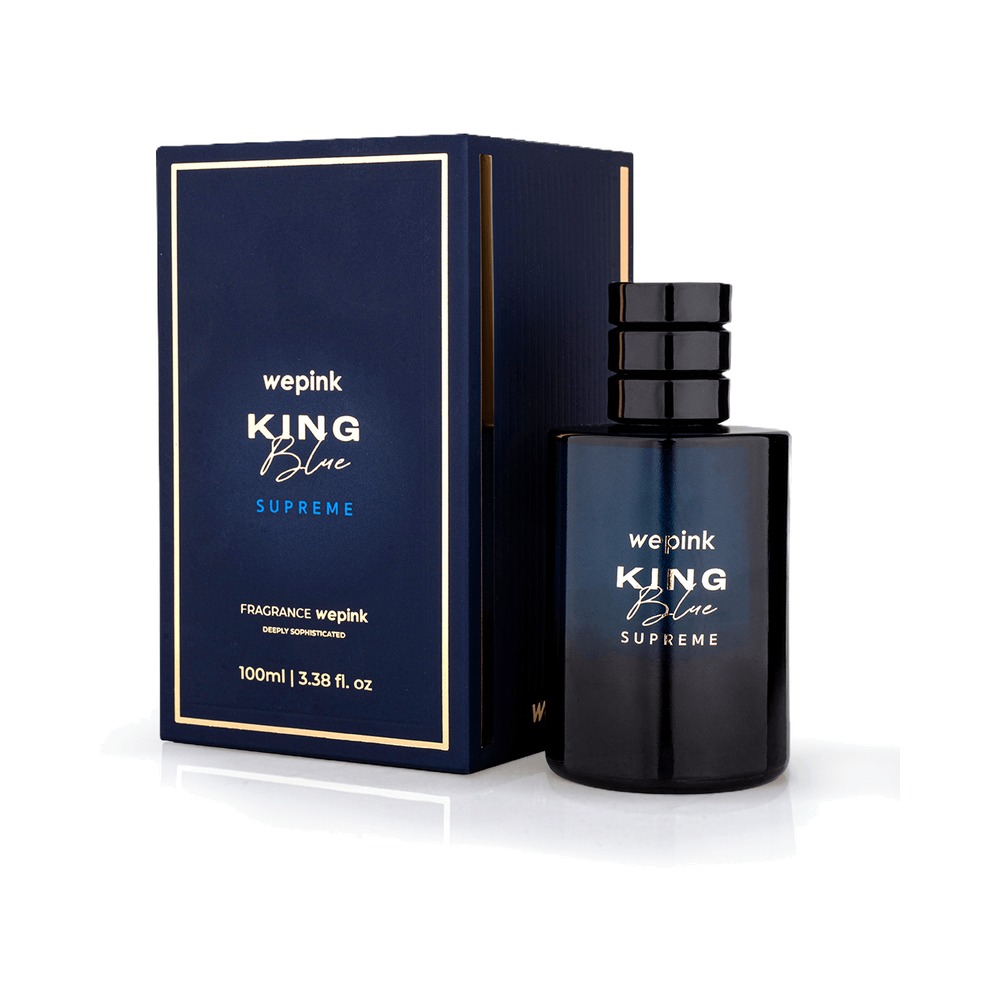 wepink
KING
Blue
SUPREME
FRAGRANCE wepink
DEEPLY SOPHISTICATED
100ml | 3.38 fl. oz
w
wepink
KING
Blue
SUPREME